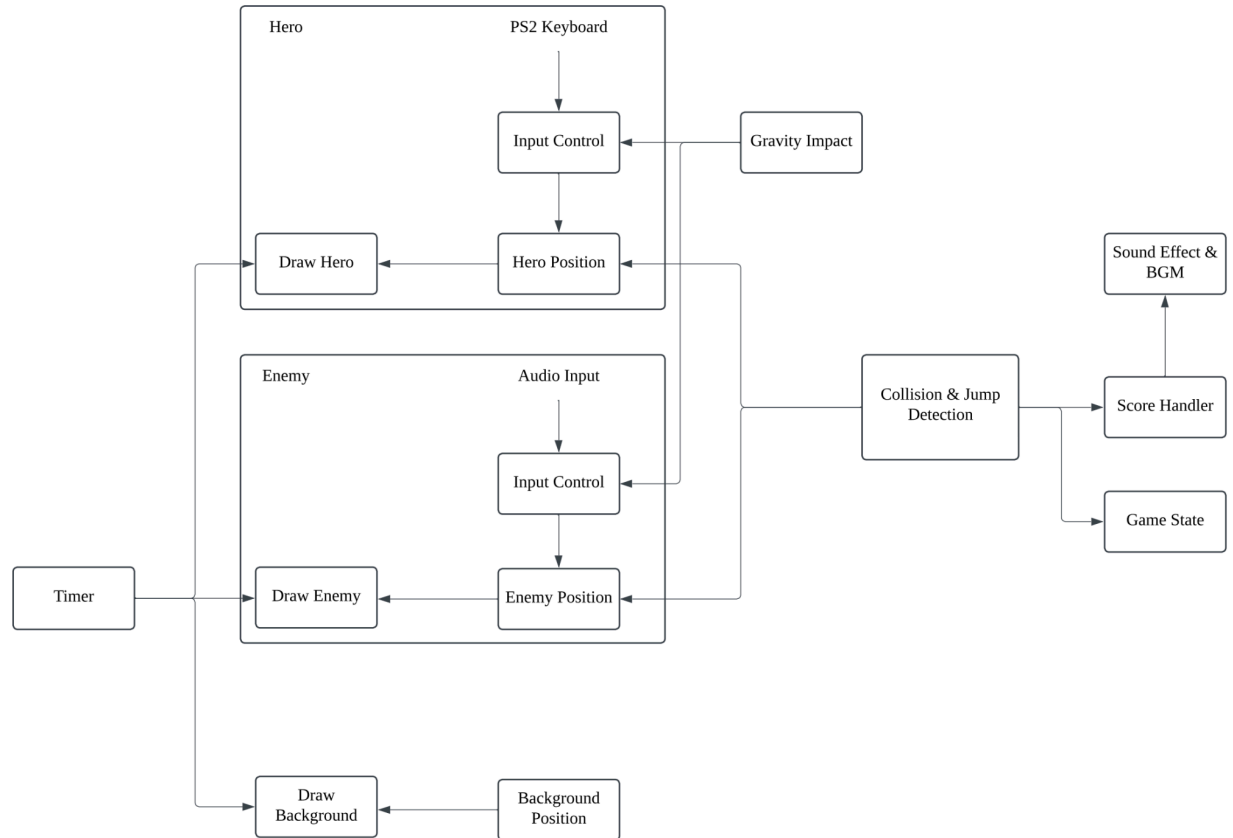 Hero
PS2 Keyboard
Input Control
Gravity Impact
Draw Hero
Hero Position
Sound Effect &
BGM
Enemy
Audio Input
Collision & Jump
Detection
Score Handler
Input Control
Game State
Timer
Draw Enemy
Enemy Position
Draw
Background
Background
Position